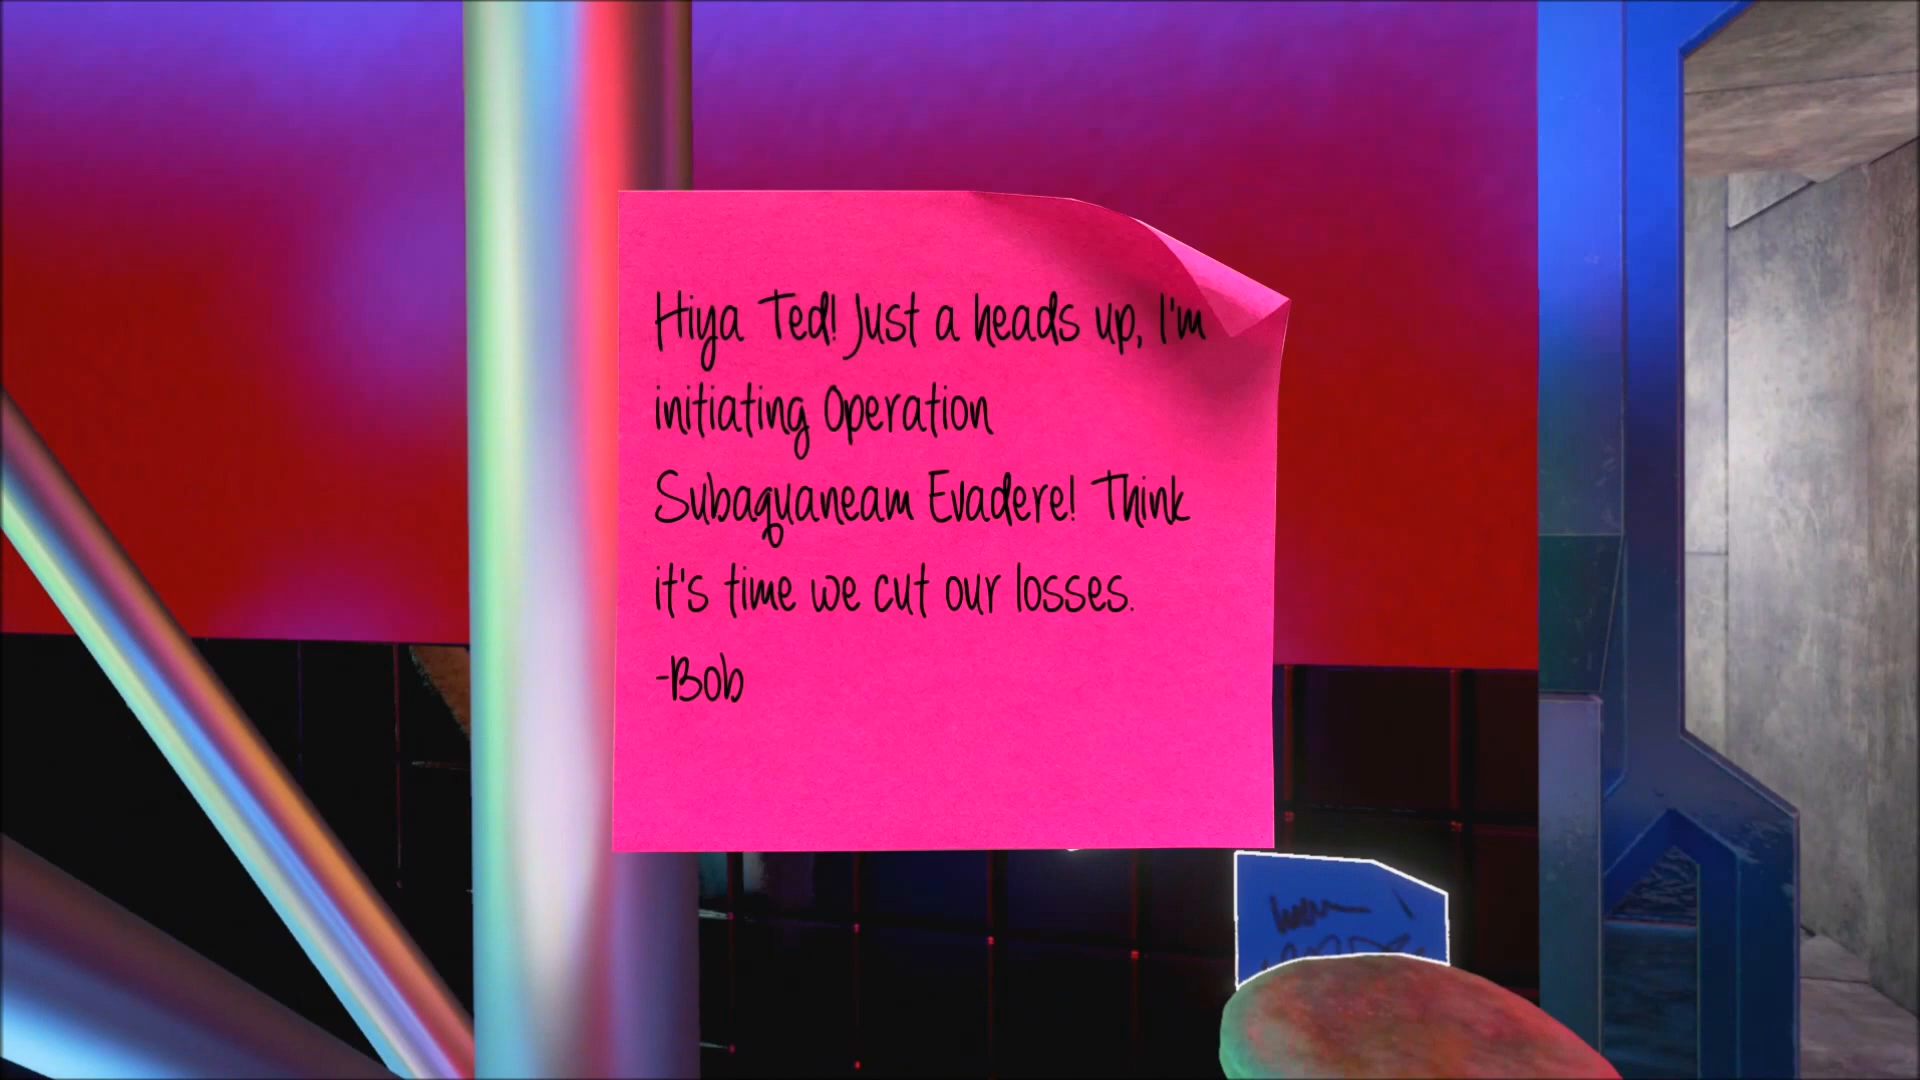 Hiya Ted! Just a heads up, I'm
initiating Operation
Subaquaneam Evadere! Think
it's time we cut our losses.
-Bob